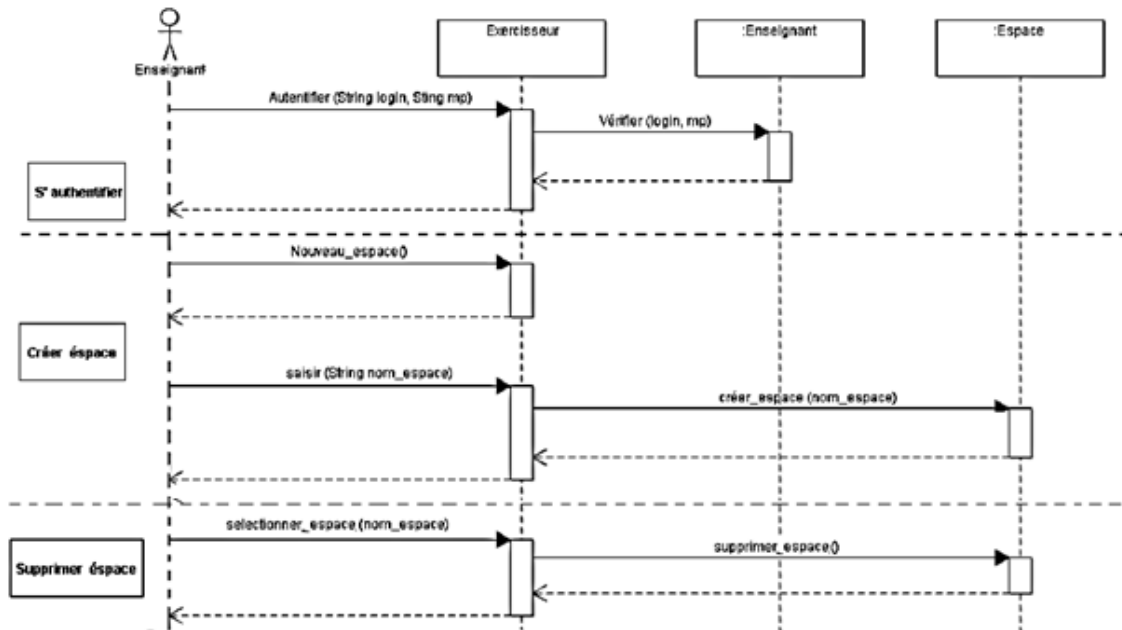 Exercisseur
:Enseignant
:Espace
Enseignant
Autentifier (String login, Sting mp)
Vérifier (login, mp)
S' authentifier
Nouveau_espace()
Créer éspace
saisir (String nom_espace)
créer_espace (nom_espace)
selectionner_espace (nom_espace)
supprimer_espace()
Supprimer éspace